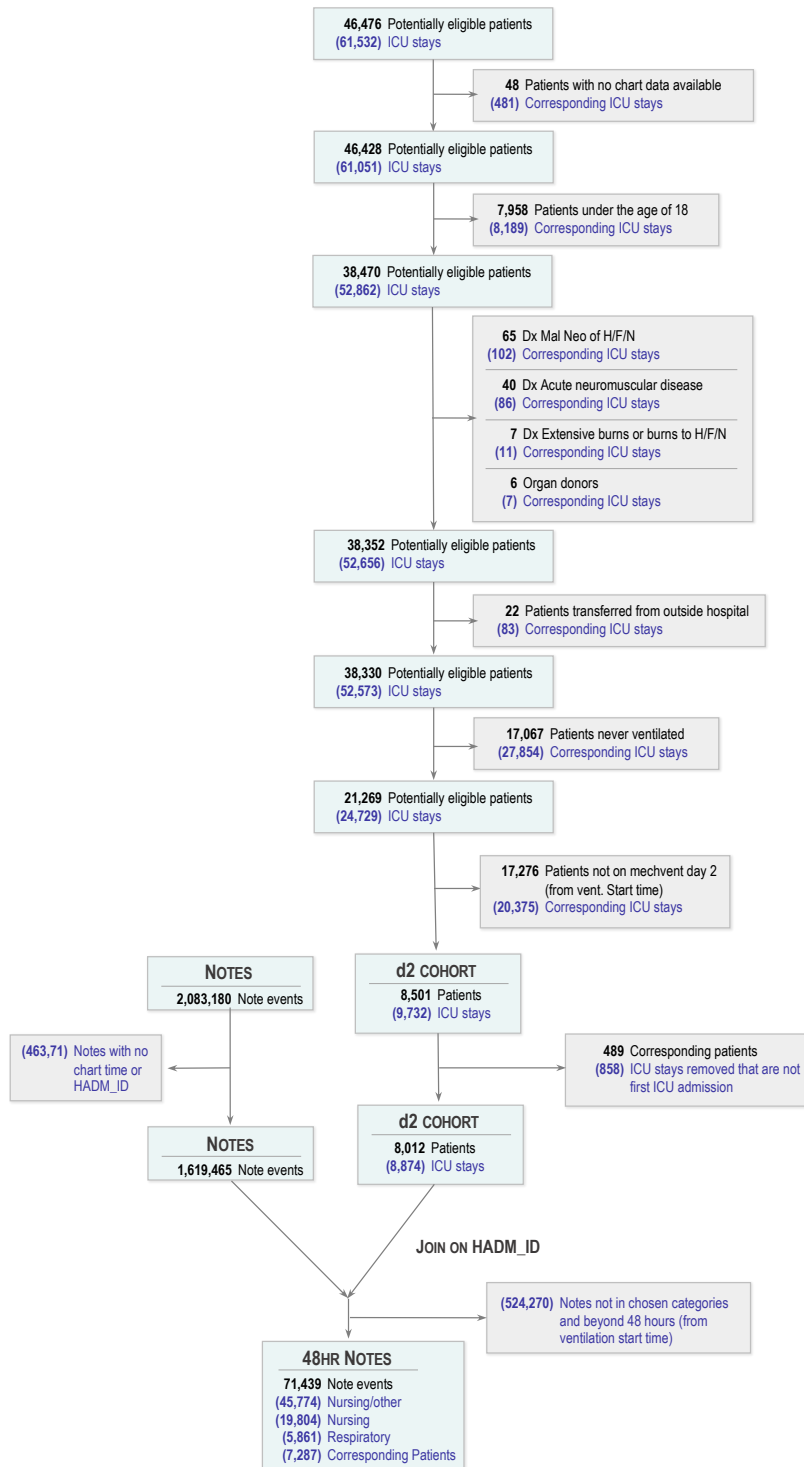 46,476 Potentially eligible patients
(61,532) ICU stays
48 Patients with no chart data available
(481) Corresponding ICU stays
46,428 Potentially eligible patients
(61,051) ICU stays
7,958 Patients under the age of 18
(8,189) Corresponding ICU stays
38,470 Potentially eligible patients
(52,862) ICU stays
65 Dx Mal Neo of H/F/N
(102) Corresponding ICU stays
40 Dx Acute neuromuscular disease
(86) Corresponding ICU stays
7 Dx Extensive burns or burns to H/F/N
(11) Corresponding ICU stays
6 Organ donors
(7) Corresponding ICU stays
38,352 Potentially eligible patients
(52,656) ICU stays
22 Patients transferred from outside hospital
(83) Corresponding ICU stays
38,330 Potentially eligible patients
(52,573) ICU stays
17,067 Patients never ventilated
(27,854) Corresponding ICU stays
21,269 Potentially eligible patients
(24,729) ICU stays
17,276 Patients not on mechvent day 2
(from vent. Start time)
(20,375) Corresponding ICU stays
NOTES
2,083,180 Note events
d2 COHORT
8,501 Patients
(9,732) ICU stays
(463,71) Notes with no
chart time or
HADM_ID
489 Corresponding patients
(858) ICU stays removed that are not
first ICU admission
NOTES
1,619,465 Note events
d2 COHORT
8,012 Patients
(8,874) ICU stays
JOIN ON HADM_ID
(524,270) Notes not in chosen categories
and beyond 48 hours (from
ventilation start time)
48HR NOTES
71,439 Note events
(45,774) Nursing/other
(19,804) Nursing
(5,861) Respiratory
(7,287) Corresponding Patients